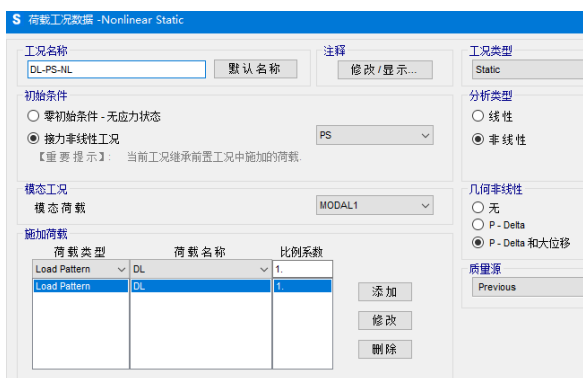 S 荷载工况数据 -Nonlinear Static
工况名称
DL-PS-NL
默认名称
注释
修改/显示...
工况类型
Static
初始条件
零初始条件 - 无应力状态
接力非线性工况
PS
【重要提示】: 当前工况继承前置工况中施加的荷载.
分析类型
线性
非线性
模态工况
模态荷载
MODAL1
几何非线性
无
P - Delta
P - Delta 和大位移
施加荷载
荷载类型 荷载名称 比例系数
Load Pattern DL 1.
Load Pattern DL 1.
添加
修改
删除
质量源
Previous